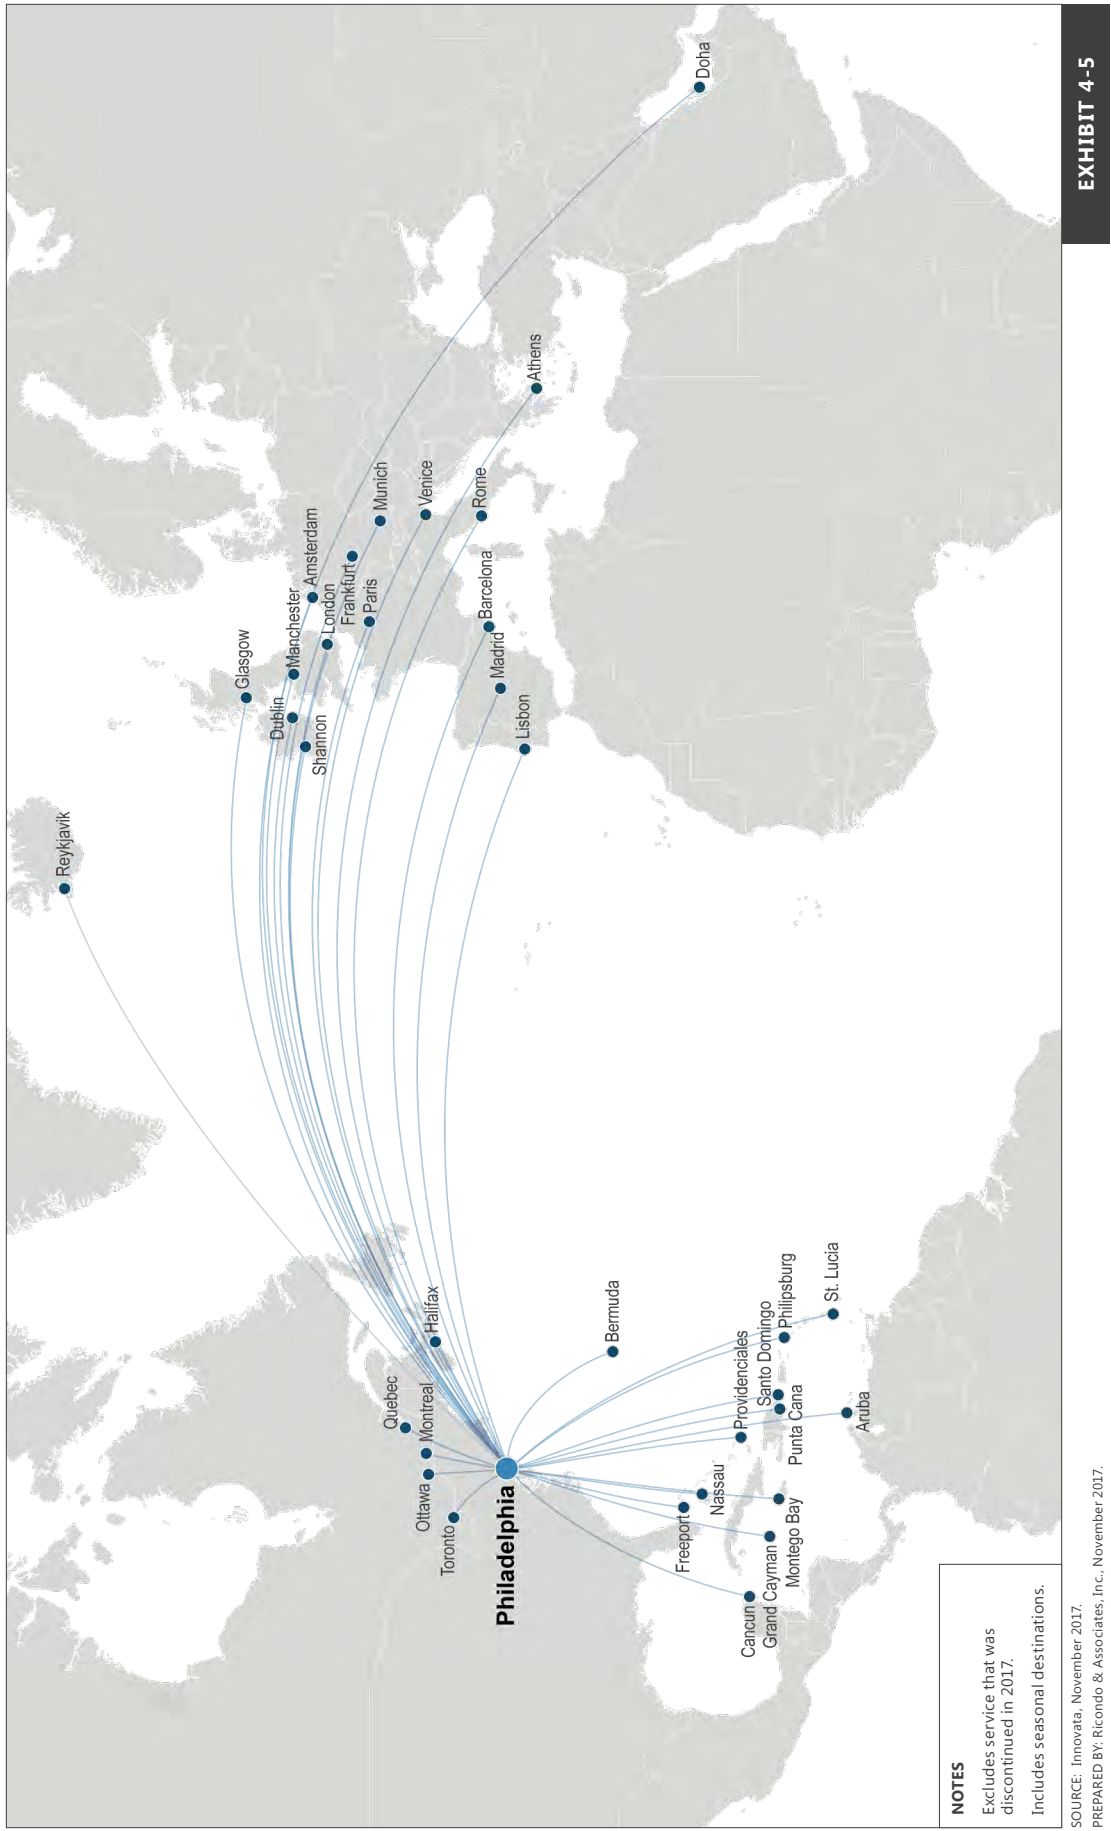 Doha
Athens
Munich
Venice
Rome
Amsterdam
Frankfurt
Paris
London
Manchester
Barcelona
Madrid
Glasgow
Dublin
Shannon
Lisbon
Reykjavik
Halifax
Bermuda
St. Lucia
Philipsburg
Santo Domingo
Providenciales
Quebec
Montreal
Punta Cana
Aruba
Ottawa
Toronto
Philadelphia
Nassau
Freeport
Montego Bay
Grand Cayman
Cancun
NOTES
Excludes service that was
discontinued in 2017.
Includes seasonal destinations.
SOURCE: Innovata, November 2017.
PREPARED BY: Ricondo & Associates, Inc., November 2017.
EXHIBIT 4-5